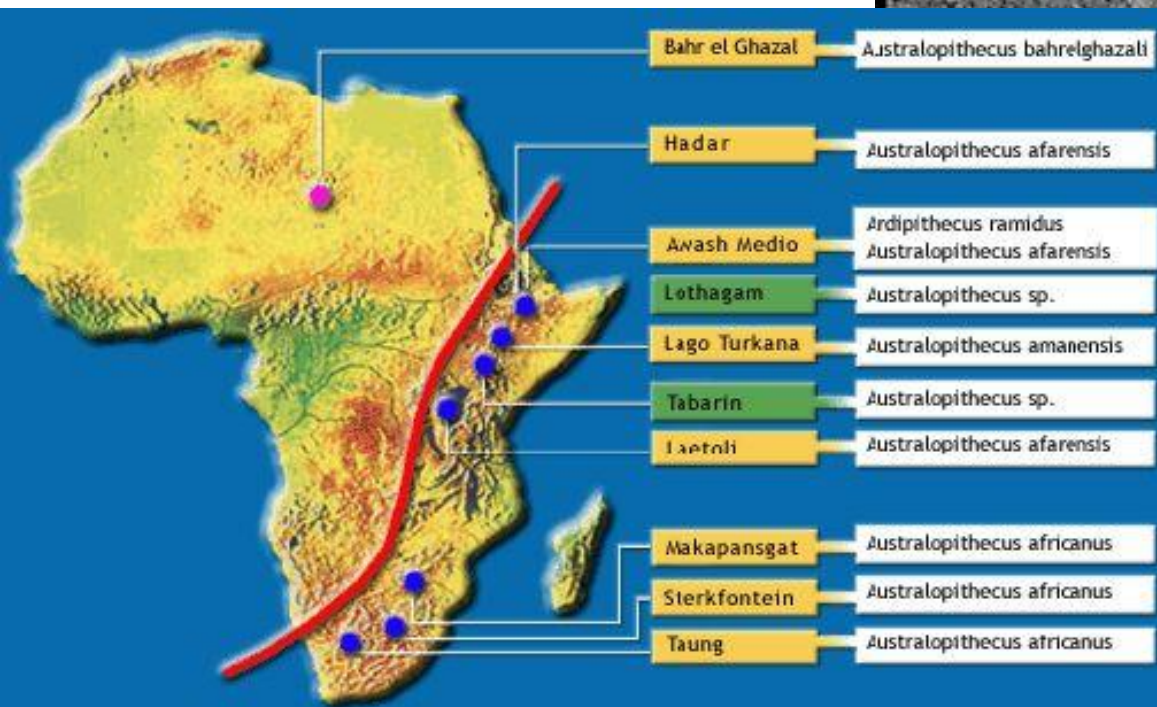 Bahr el Ghazal Australopithecus bahrelghazali
Hadar Australopithecus afarensis
Awash Medio Ardipithecus ramidus
Australopithecus afarensis
Lothagam Australopithecus sp.
Lago Turkana Australopithecus amanensis
Tabarin Australopithecus sp.
Laetoli Australopithecus afarensis
Makapansgat Australopithecus africanus
Sterkfontein Australopithecus africanus
Taung Australopithecus africanus